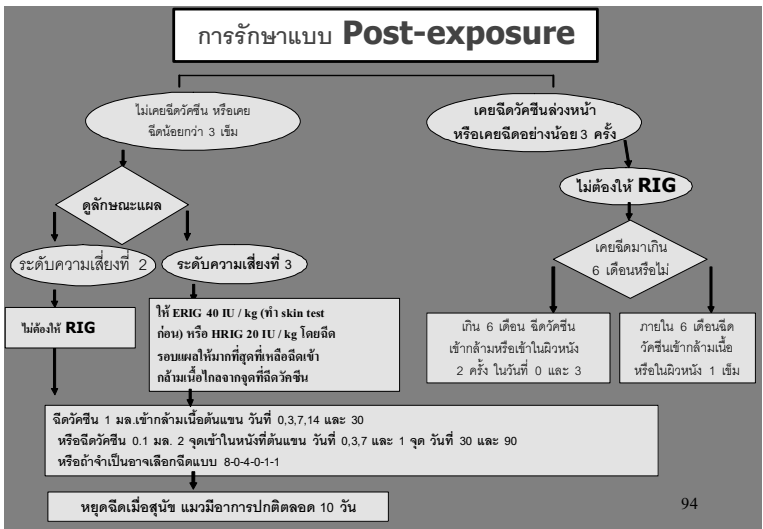 การรักษาแบบ Post-exposure
ไม่เคยฉีดวัคซีน หรือเคย
ฉีดน้อยกว่า 3 เข็ม
เคยฉีดวัคซีนล่วงหน้า
หรือเคยฉีดอย่างน้อย 3 ครั้ง
ไม่ต้องให้ RIG
ดูลักษณะแผล
เคยฉีดมาเกิน
6 เดือนหรือไม่
ระดับความเสี่ยงที่ 2
ระดับความเสี่ยงที่ 3
ไม่ต้องให้ RIG
ให้ ERIG 40 IU / kg (ทำ skin test
ก่อน) หรือ HRIG 20 IU / kg โดยฉีด
รอบแผลให้มากที่สุดที่เหลือฉีดเข้า
กล้ามเนื้อไกลจากจุดที่ฉีดวัคซีน
เกิน 6 เดือน ฉีดวัคซีน
เข้ากล้ามหรือเข้าในผิวหนัง
2 ครั้ง ในวันที่ 0 และ 3
ภายใน 6 เดือนฉีด
วัคซีนเข้ากล้ามเนื้อ
หรือในผิวหนัง 1 เข็ม
ฉีดวัคซีน 1 มล.เข้ากล้ามเนื้อต้นแขน วันที่ 0,3,7,14 และ 30
หรือฉีดวัคซีน 0.1 มล. 2 จุดเข้าในหนังที่ต้นแขน วันที่ 0,3,7 และ 1 จุด วันที่ 30 และ 90
หรือถ้าจำเป็นอาจเลือกฉีดแบบ 8-0-4-0-1-1
หยุดฉีดเมื่อสุนัข แมวมีอาการปกติตลอด 10 วัน
94